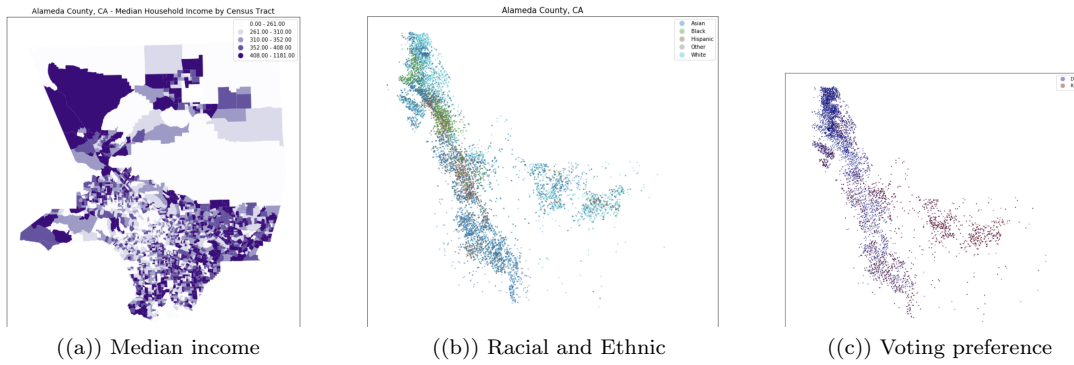 Alameda County, CA - Median Household Income by Census Tract
0.00 - 261.00
261.00 - 310.00
310.00 - 352.00
352.00 - 408.00
408.00 - 1181.00
Alameda County, CA
Asian
Black
Hispanic
Other
White
D
R
((a)) Median income
((b)) Racial and Ethnic
((c)) Voting preference